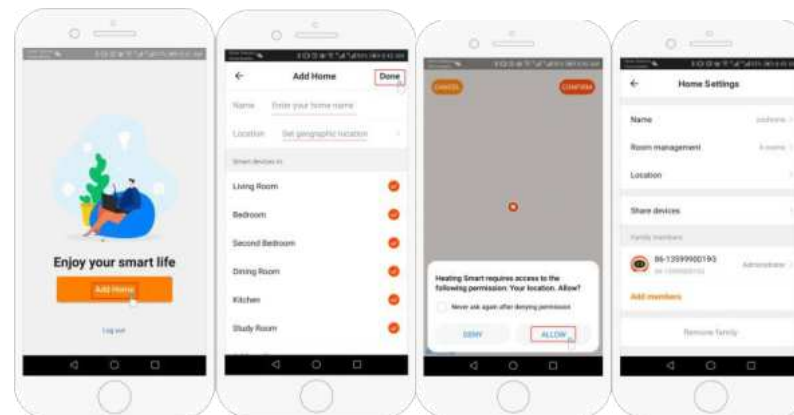 Enjoy your smart life
Add Home
Log out
Add Home
Done
Name
Enter your home name
Location
Set geographic location
Smart devices in:
Living Room
Bedroom
Second Bedroom
Dining Room
Kitchen
Study Room
CANCEL
CONFIRM
Heating Smart requires access to the
following permission: Your location. Allow?
Never ask again after denying permission
DENY
ALLOW
Home Settings
Name
Room management
Location
Share devices
Family members
Administrator
Add members
Remove family